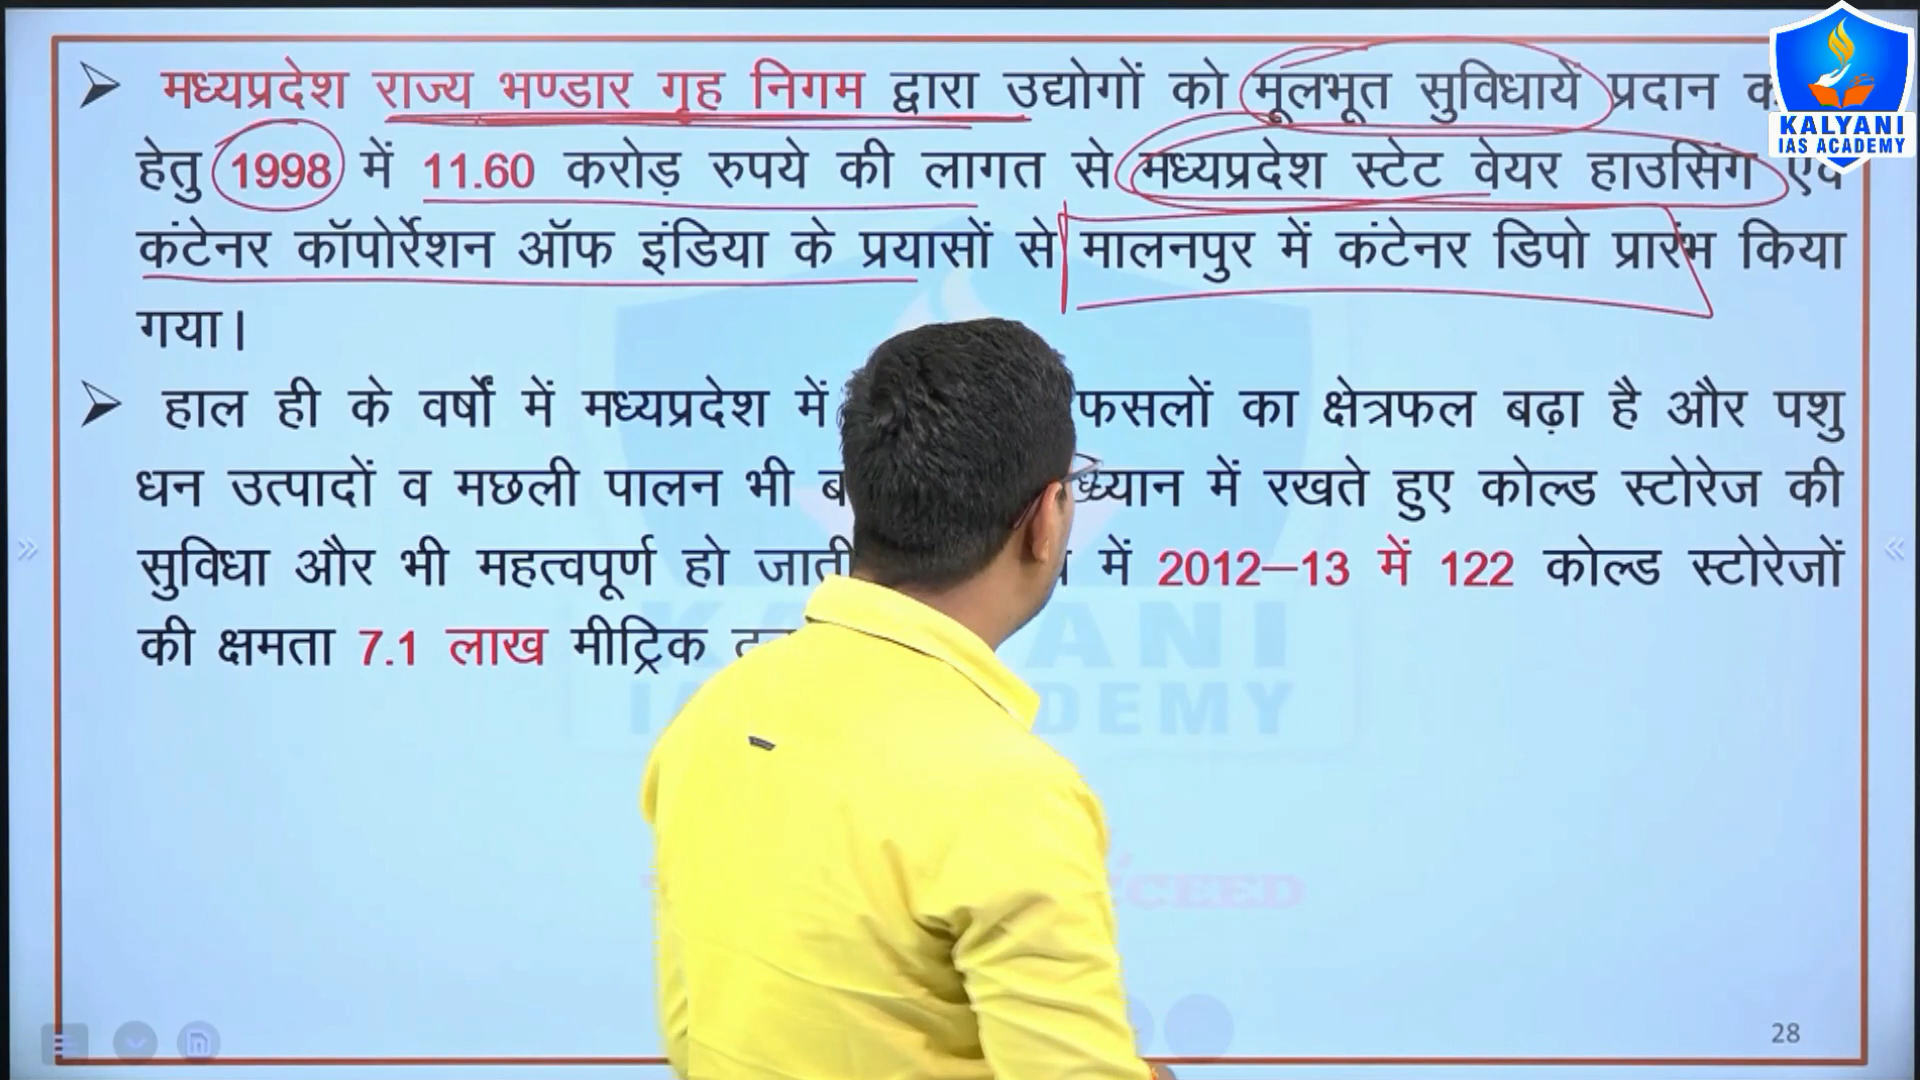 मध्यप्रदेश राज्य भण्डार गृह निगम द्वारा उद्योगों को मूलभूत सुविधायें प्रदान
हेतु 1998 में 11.60 करोड़ रुपये की लागत से मध्यप्रदेश स्टेट वेयर हाउसिंग एवं
कंटेनर कॉपोर्रेशन ऑफ इंडिया के प्रयासों से मालनपुर में कंटेनर डिपो प्रारंभ किया
गया।
हाल ही के वर्षों में मध्यप्रदेश में फसलों का क्षेत्रफल बढ़ा है और पशु
धन उत्पादों व मछली पालन भी ध्यान में रखते हुए कोल्ड स्टोरेज की
सुविधा और भी महत्वपूर्ण हो जाती में 2012–13 में 122 कोल्ड स्टोरेजों
की क्षमता 7.1 लाख मीट्रिक
28
KALYANI
IAS ACADEMY